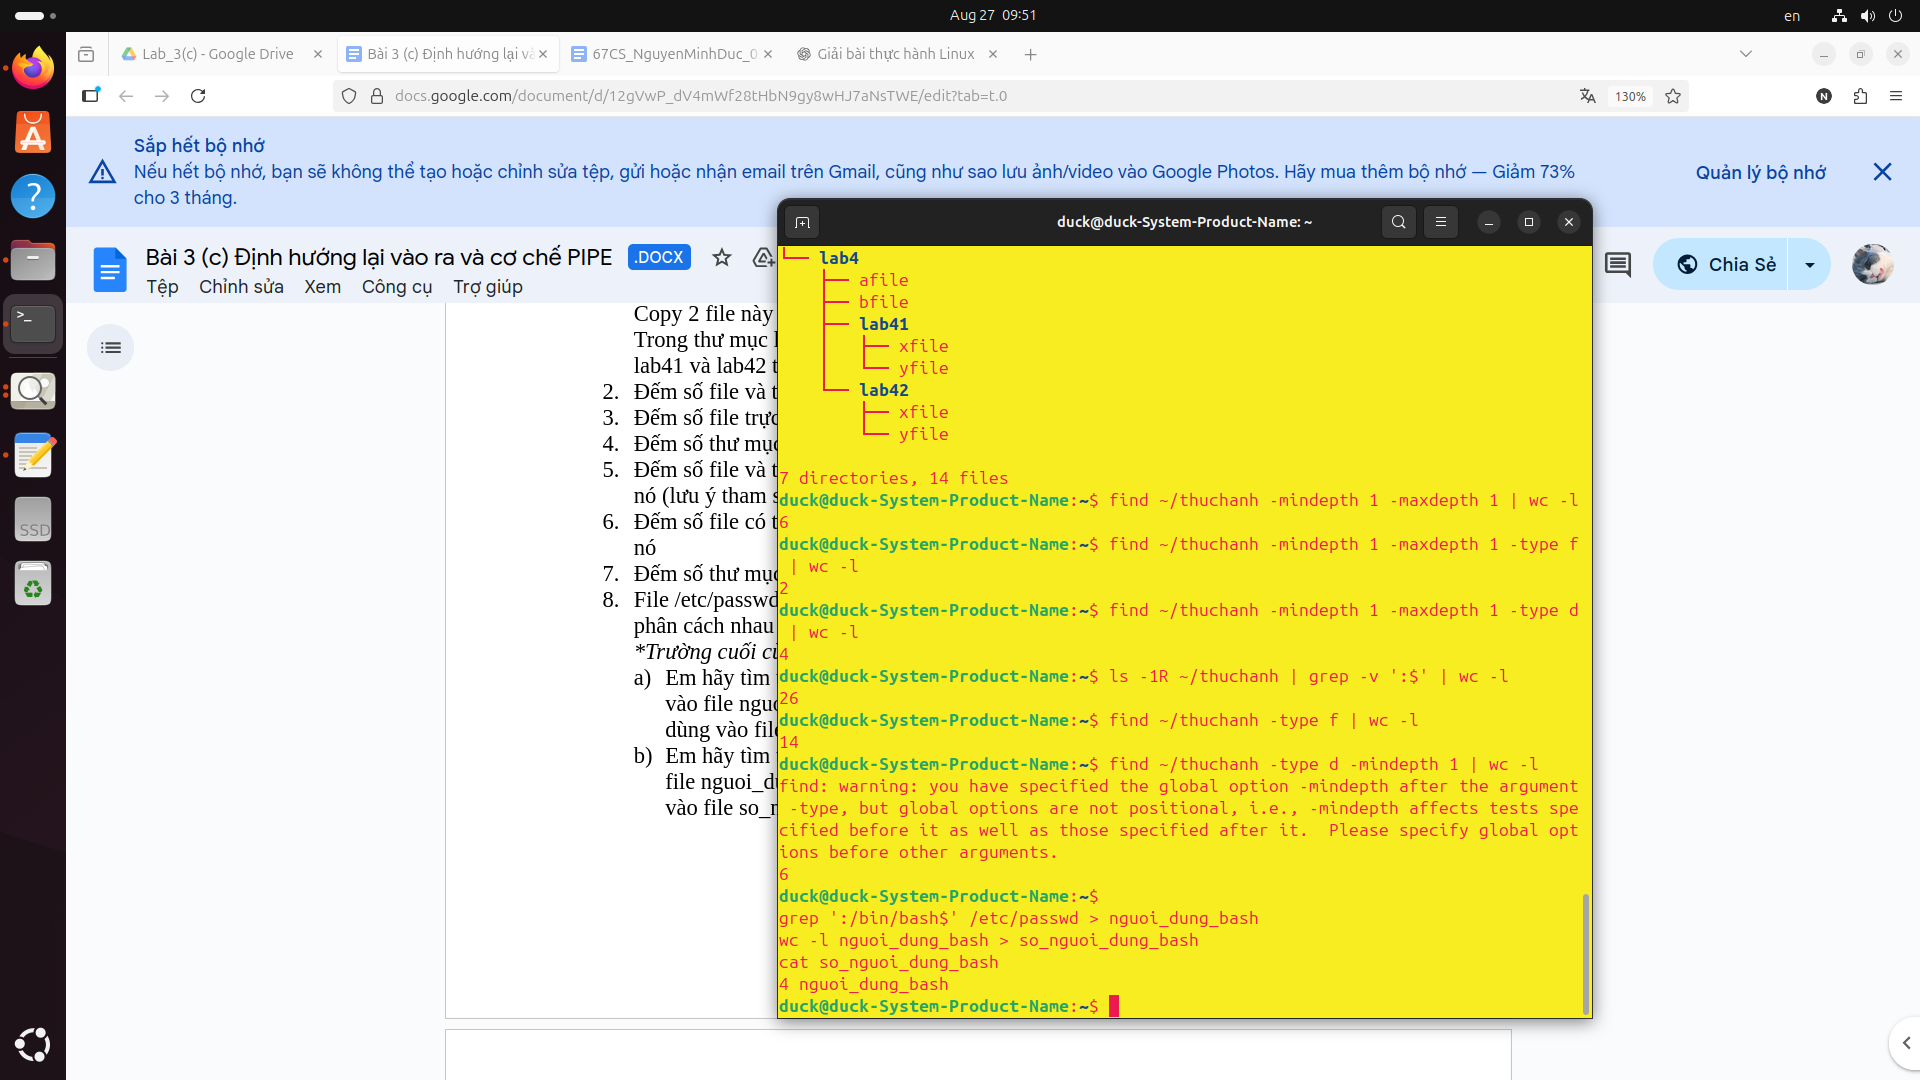 Aug 27 09:51
en
Lab_3(c) - Google Drive
Bài 3 (c) Định hướng lại và
67CS_NguyenMinhDuc_0
Giải bài thực hành Linux
docs.google.com/document/d/12gVwP_dV4mWf28tHbN9gy8wHJ7aNsTWE/edit?tab=t.0
130%
N
Sắp hết bộ nhớ
Nếu hết bộ nhớ, bạn sẽ không thể tạo hoặc chỉnh sửa tệp, gửi hoặc nhận email trên Gmail, cũng như sao lưu ảnh/video vào Google Photos. Hãy mua thêm bộ nhớ — Giảm 73%
cho 3 tháng.
Quản lý bộ nhớ
Bài 3 (c) Định hướng lại vào ra và cơ chế PIPE
.DOCX
Tệp Chỉnh sửa Xem Công cụ Trợ giúp
Chia Sẻ
SSD
Copy 2 file này
Trong thư mục
lab41 và lab42
2. Đếm số file và
3. Đếm số file trực
4. Đếm số thư mục
5. Đếm số file và
nó (lưu ý tham
6. Đếm số file có
nó
7. Đếm số thư mục
8. File /etc/passwd
phân cách nhau
*Trường cuối
a) Em hãy tìm
vào file
dùng vào file
b) Em hãy tìm
file
vào file
duck@duck-System-Product-Name: ~
└── lab4
├── afile
├── bfile
├── lab41
│   ├── xfile
│   └── yfile
└── lab42
├── xfile
└── yfile
7 directories, 14 files
duck@duck-System-Product-Name:~$ find ~/thuchanh -mindepth 1 -maxdepth 1 | wc -l
6
duck@duck-System-Product-Name:~$ find ~/thuchanh -mindepth 1 -maxdepth 1 -type f
| wc -l
2
duck@duck-System-Product-Name:~$ find ~/thuchanh -mindepth 1 -maxdepth 1 -type d
| wc -l
4
duck@duck-System-Product-Name:~$ ls -1R ~/thuchanh | grep -v ':$' | wc -l
26
duck@duck-System-Product-Name:~$ find ~/thuchanh -type f | wc -l
14
duck@duck-System-Product-Name:~$ find ~/thuchanh -type d -mindepth 1 | wc -l
find: warning: you have specified the global option -mindepth after the argument
-type, but global options are not positional, i.e., -mindepth affects tests spe
cified before it as well as those specified after it.  Please specify global opt
ions before other arguments.
6
duck@duck-System-Product-Name:~$
grep ':/bin/bash$' /etc/passwd > nguoi_dung_bash
wc -l nguoi_dung_bash > so_nguoi_dung_bash
cat so_nguoi_dung_bash
4 nguoi_dung_bash
duck@duck-System-Product-Name:~$